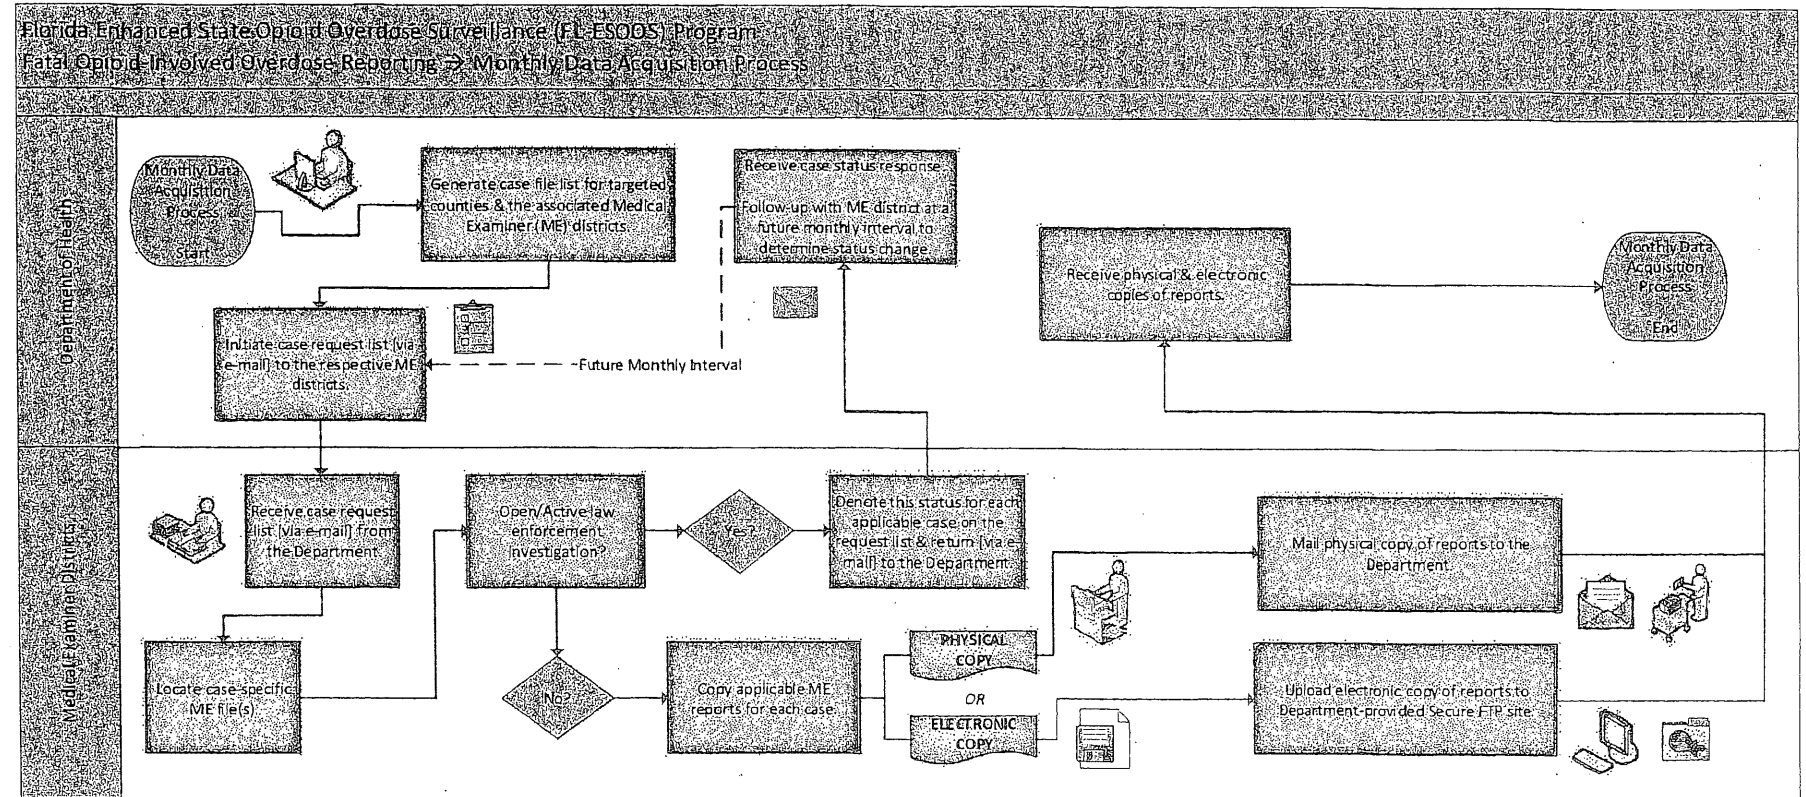 Florida Enhanced State Opioid Overdose Surveillance (FL-ESOOS) Program
Fatal Opioid-Involved Overdose Reporting → Monthly Data Acquisition Process
Department of Health
Monthly Data
Acquisition
Process
Start
Generate case file list for targeted
counties & the associated Medical
Examiner (ME) districts.
Receive case status response
Follow-up with ME district at a
future monthly interval to
determine status change
Receive physical & electronic
copies of reports.
Monthly Data
Acquisition
Process
End
Initiate case request list [via
e-mail] to the respective ME
districts.
Future Monthly Interval
Medical Examiner Districts
Receive case request
list [via e-mail] from
the Department
Open/Active law
enforcement
investigation?
Yes?
Denote this status for each
applicable case on the
request list & return [via e-
mail] to the Department
Mail physical copy of reports to the
Department.
Locate case-specific
ME file(s)
No?
Copy applicable ME
reports for each case
PHYSICAL
COPY
OR
ELECTRONIC
COPY
Upload electronic copy of reports to
Department-provided Secure FTP site